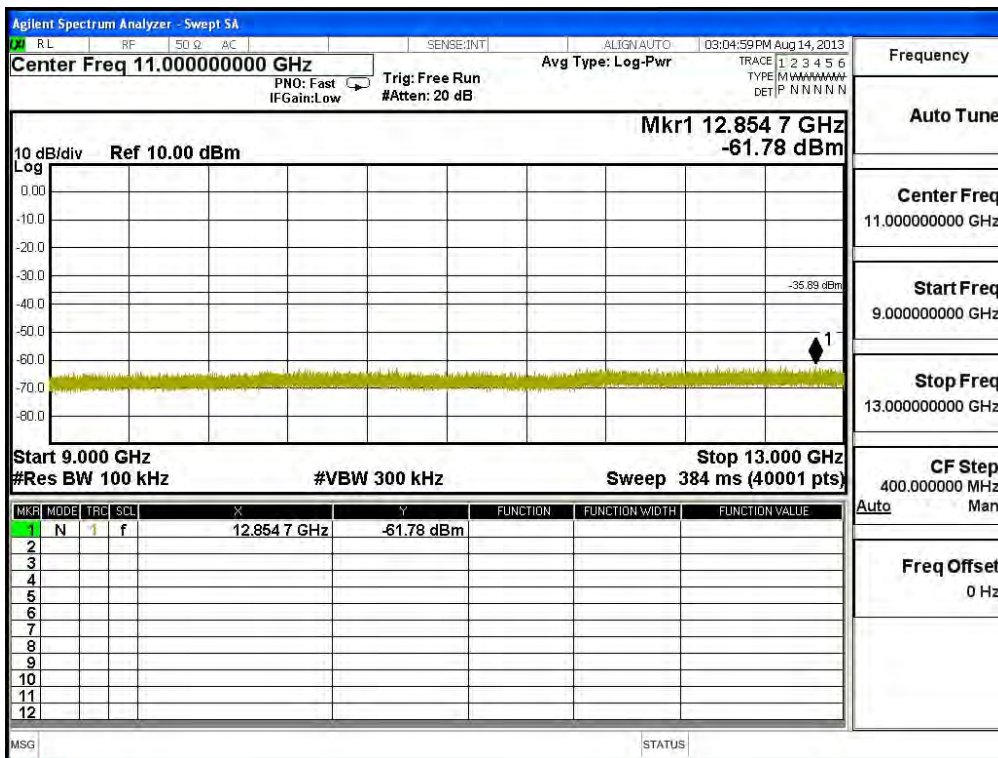 Agilent Spectrum Analyzer - Swept SA
RL RF 50 Ω AC SENSE:INT ALIGN AUTO 03:04:59 PM Aug 14, 2013
Center Freq 11.000000000 GHz
PNO: Fast
IFGain:Low
Trig: Free Run
#Atten: 20 dB
Avg Type: Log-Pwr
TRACE 1 2 3 4 5 6
TYPE M WWWWW
DET P N N N N N
Mkr1 12.854 7 GHz
-61.78 dBm
10 dB/div Ref 10.00 dBm
Log
0.00
-10.0
-20.0
-30.0
-35.89 dBm
-40.0
-50.0
1
-60.0
-70.0
-80.0
Start 9.000 GHz Stop 13.000 GHz
#Res BW 100 kHz #VBW 300 kHz Sweep 384 ms (40001 pts)
MKR MODE TRC SCL X Y FUNCTION FUNCTION WIDTH FUNCTION VALUE
1 N 1 f 12.854 7 GHz -61.78 dBm
2
3
4
5
6
7
8
9
10
11
12
MSG STATUS
Frequency
Auto Tune
Center Freq
11.000000000 GHz
Start Freq
9.000000000 GHz
Stop Freq
13.000000000 GHz
CF Step
400.000000 MHz
Auto Man
Freq Offset
0 Hz